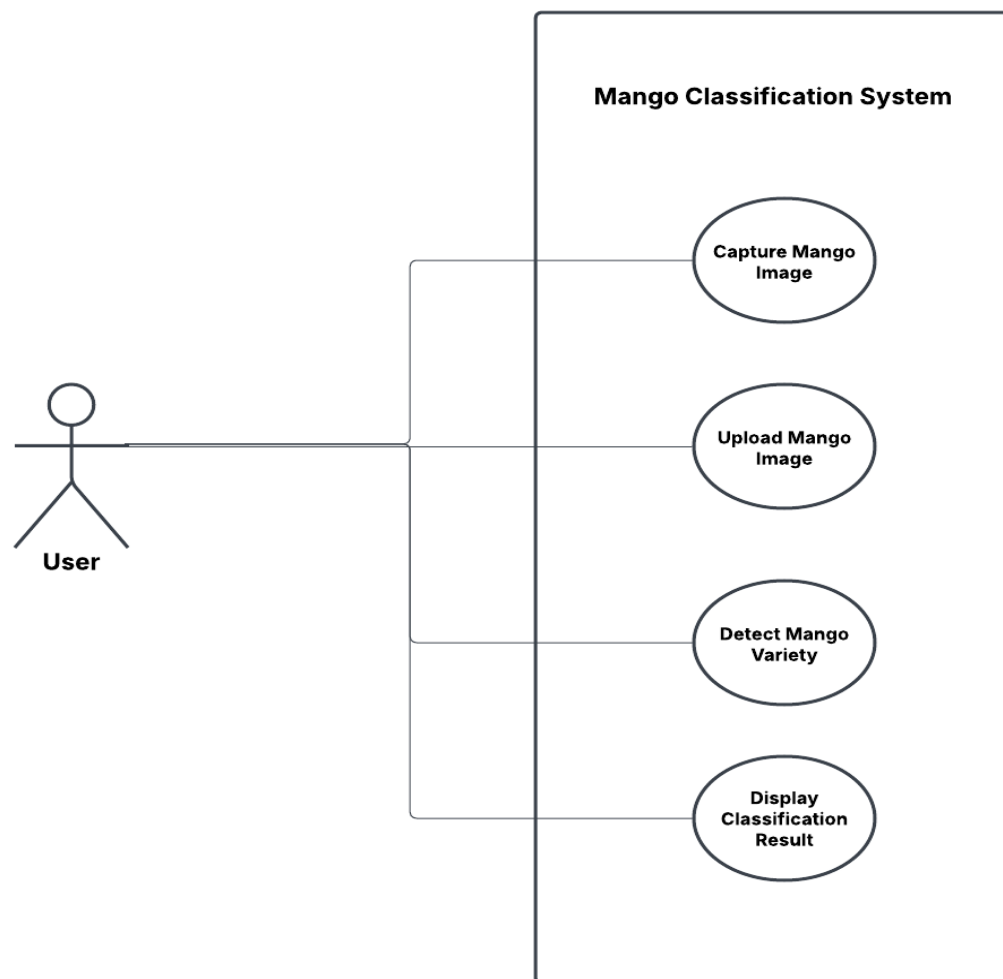 Mango Classification System
Capture Mango
Image
Upload Mango
Image
User
Detect Mango
Variety
Display
Classification
Result